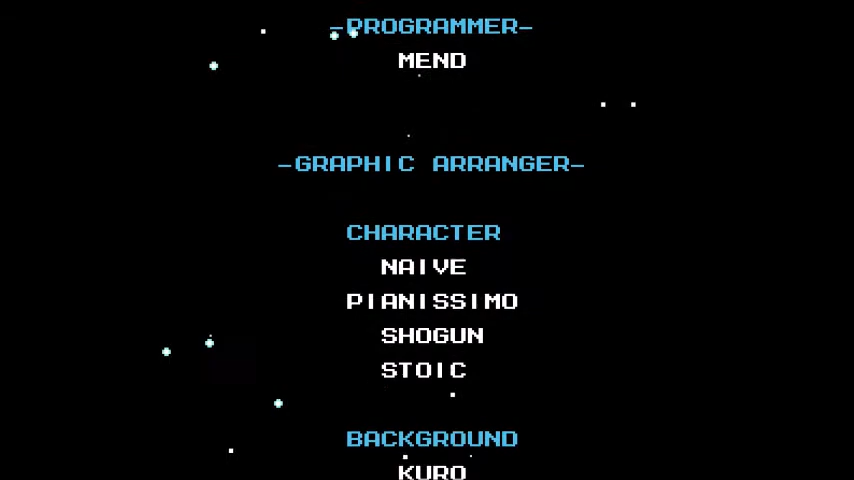 -PROGRAMMER-
MEND
-GRAPHIC ARRANGER-
CHARACTER
NAIVE
PIANISSIMO
SHOGUN
STOIC
BACKGROUND
KURO